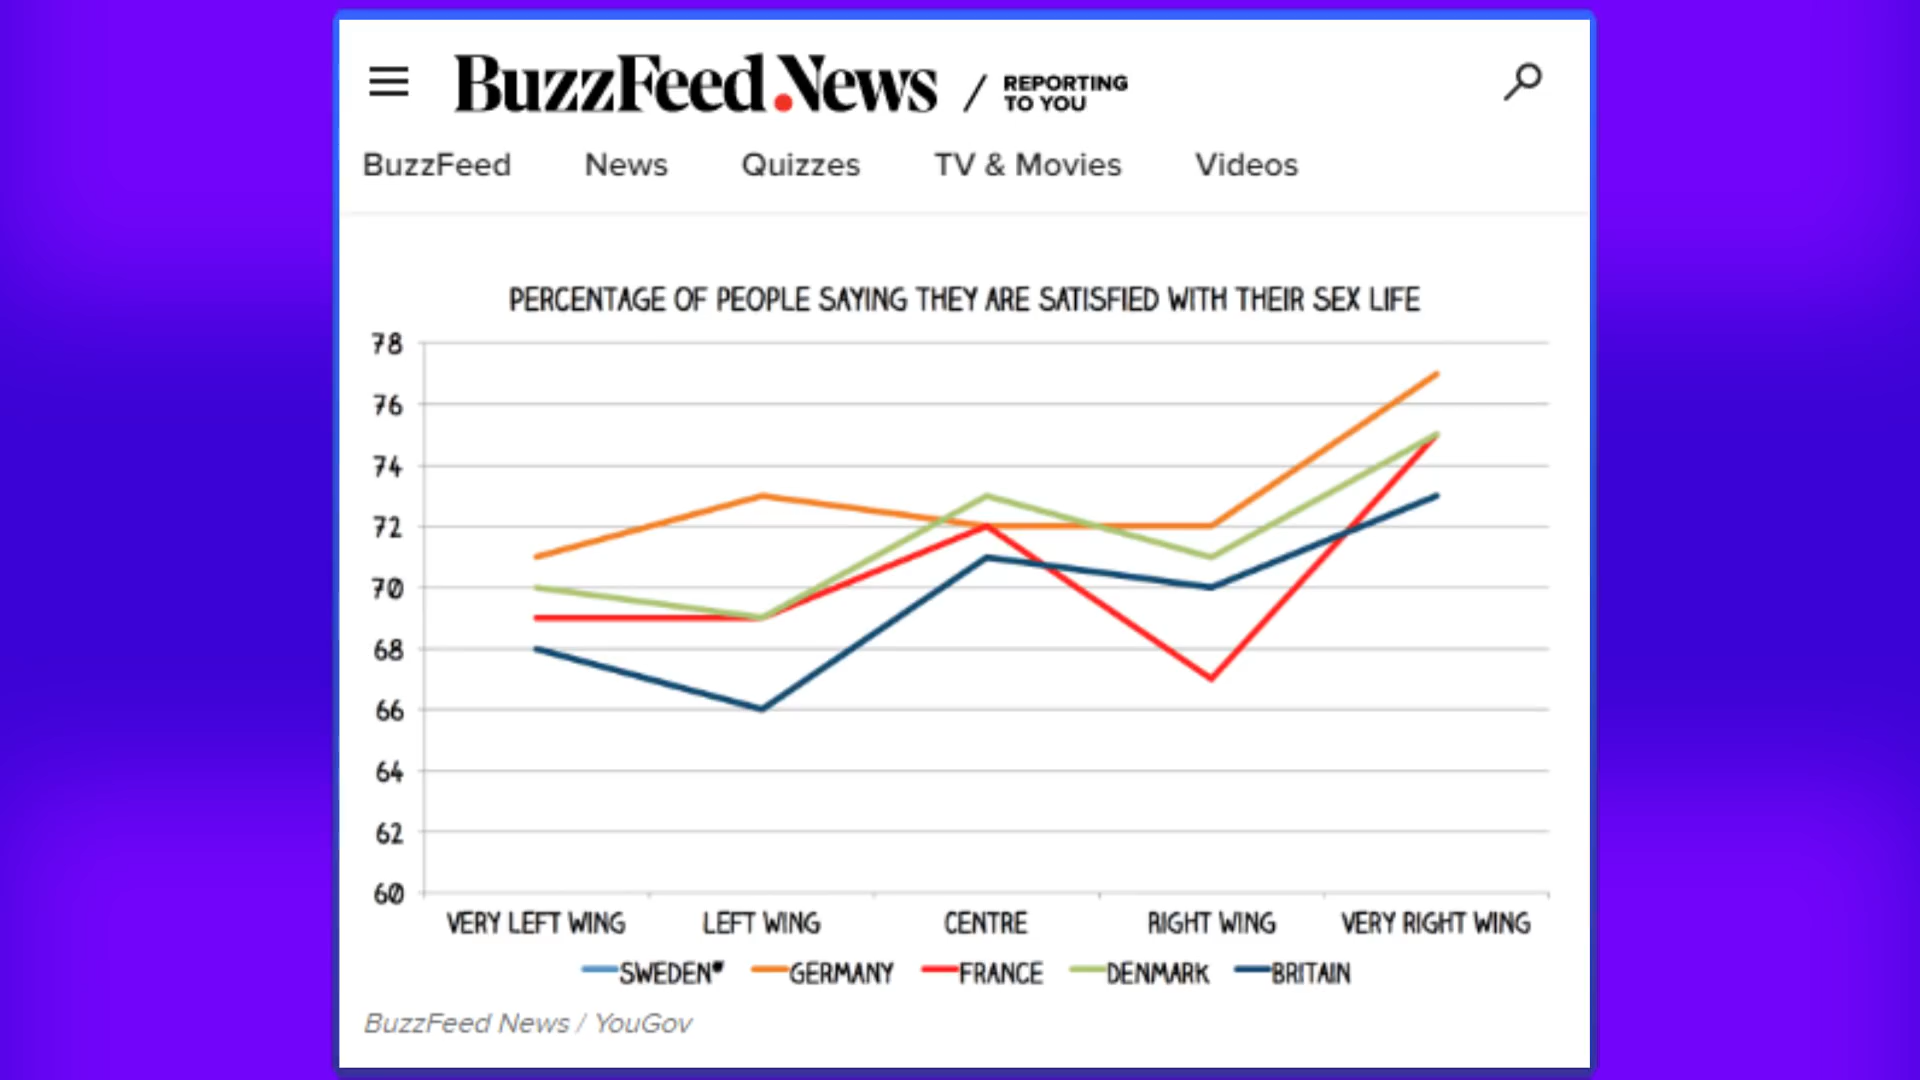 BuzzFeed News / REPORTING
TO YOU
BuzzFeed News Quizzes TV & Movies Videos
PERCENTAGE OF PEOPLE SAYING THEY ARE SATISFIED WITH THEIR SEX LIFE
78
76
74
72
70
68
66
64
62
60
VERY LEFT WING LEFT WING CENTRE RIGHT WING VERY RIGHT WING
SWEDEN* GERMANY FRANCE DENMARK BRITAIN
BuzzFeed News / YouGov